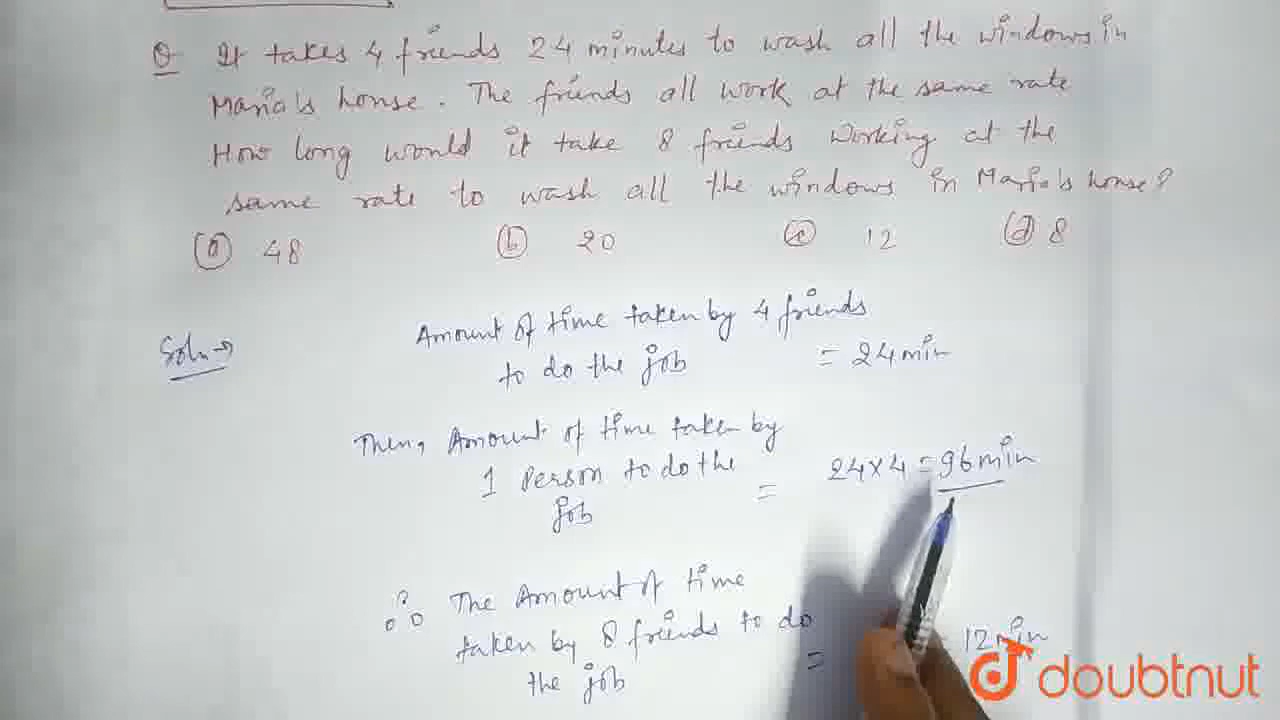 Q It takes 4 friends 24 minutes to wash all the windows in
Maria's house. The friends all work at the same rate
How long would it take 8 friends working at the
same rate to wash all the windows in Maria's house?
(a) 48 (b) 20 (c) 12 (d) 8
Soln→ Amount of time taken by 4 friends
to do the job = 24 min
Then, Amount of time taken by
1 Person to do the job = 24×4 = 96 min
∴ The Amount of time
taken by 8 friends to do
the job = 12 min
doubtnut